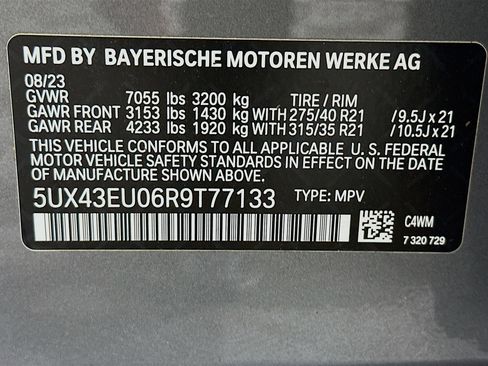 MFD BY BAYERISCHE MOTOREN WERKE AG
08/23
GVWR 7055 lbs 3200 kg TIRE / RIM
GAWR FRONT 3153 lbs 1430 kg WITH 275/40 R21 / 9.5J x 21
GAWR REAR 4233 lbs 1920 kg WITH 315/35 R21 / 10.5J x 21
THIS VEHICLE CONFORMS TO ALL APPLICABLE U. S. FEDERAL
MOTOR VEHICLE SAFETY STANDARDS IN EFFECT ON THE DATE
OF MANUFACTURE SHOWN ABOVE.
5UX43EU06R9T77133 TYPE: MPV
C4WM
7 320 729